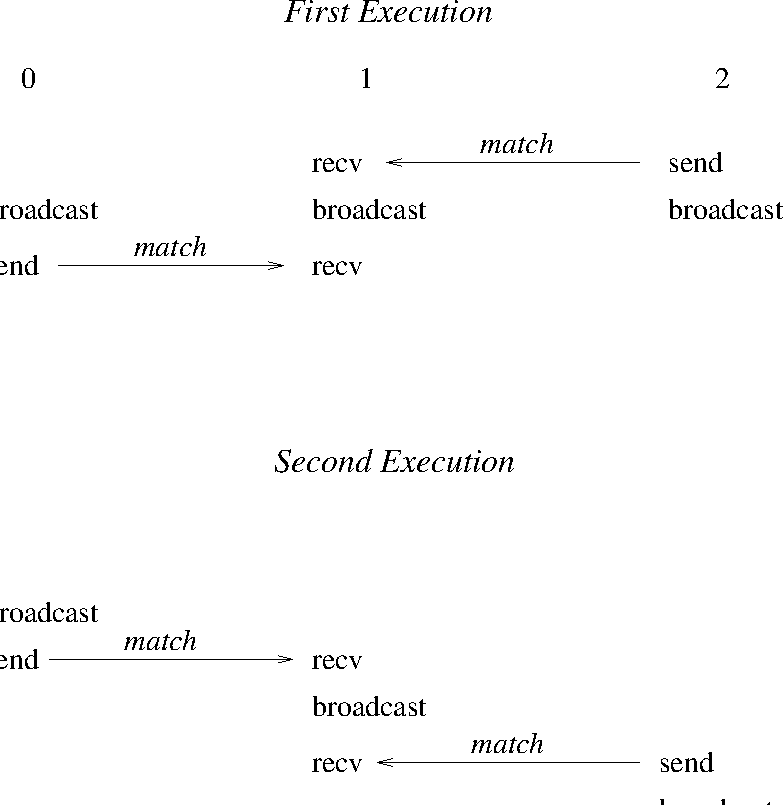 First Execution
0 1 2
match
recv send
roadcast broadcast broadcast
match
end recv
Second Execution
roadcast
match
end recv
broadcast
match
recv send